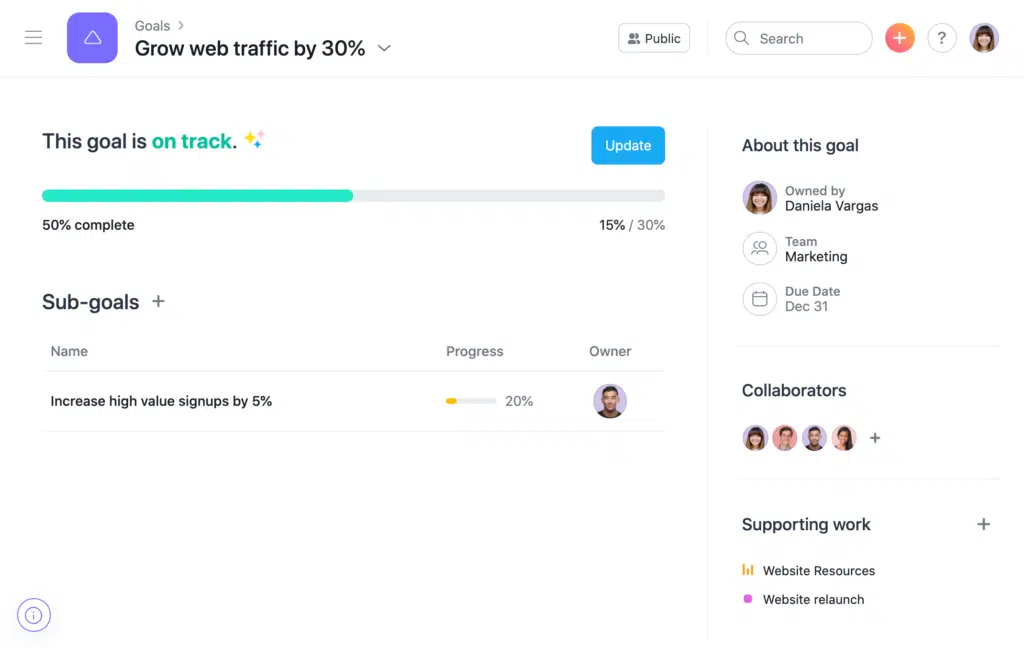 Goals
Grow web traffic by 30%
Public
Search
?
This goal is on track.
Update
50% complete
15% / 30%
Sub-goals +
Name Progress Owner
Increase high value signups by 5% 20%
About this goal
Owned by
Daniela Vargas
Team
Marketing
Due Date
Dec 31
Collaborators
+
Supporting work +
Website Resources
Website relaunch